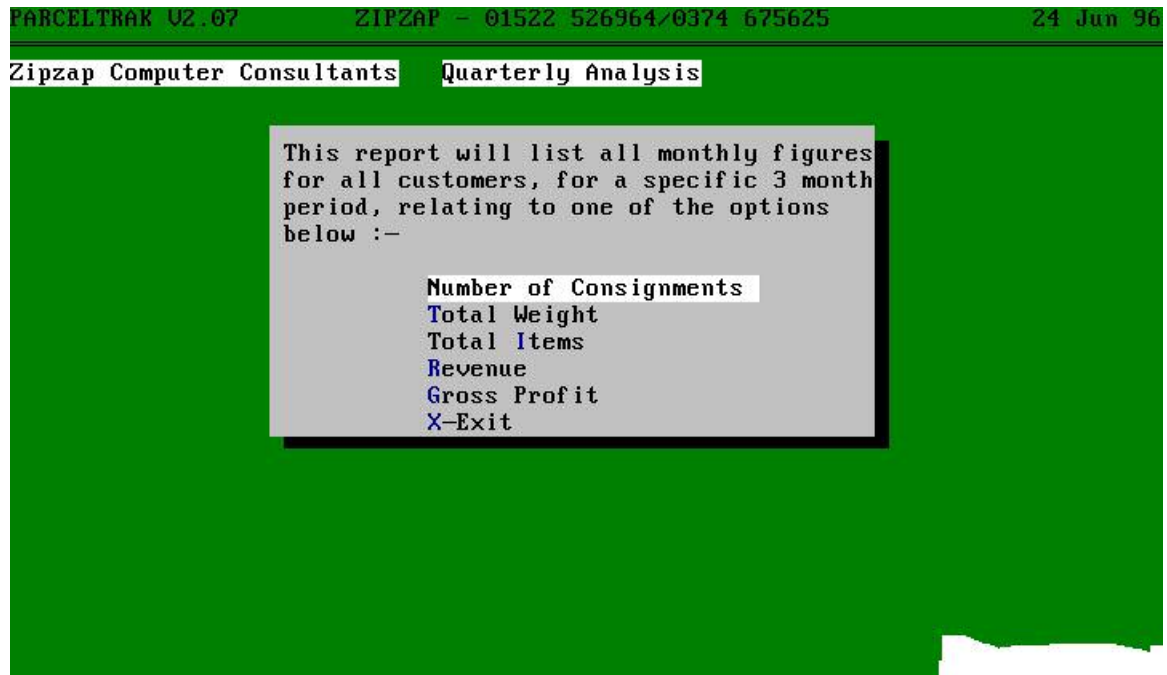 PARCELTRAK V2.07 ZIPZAP - 01522 526964/0374 675625 24 Jun 96
Zipzap Computer Consultants Quarterly Analysis
This report will list all monthly figures
for all customers, for a specific 3 month
period, relating to one of the options
below :-
Number of Consignments
Total Weight
Total Items
Revenue
Gross Profit
X-Exit